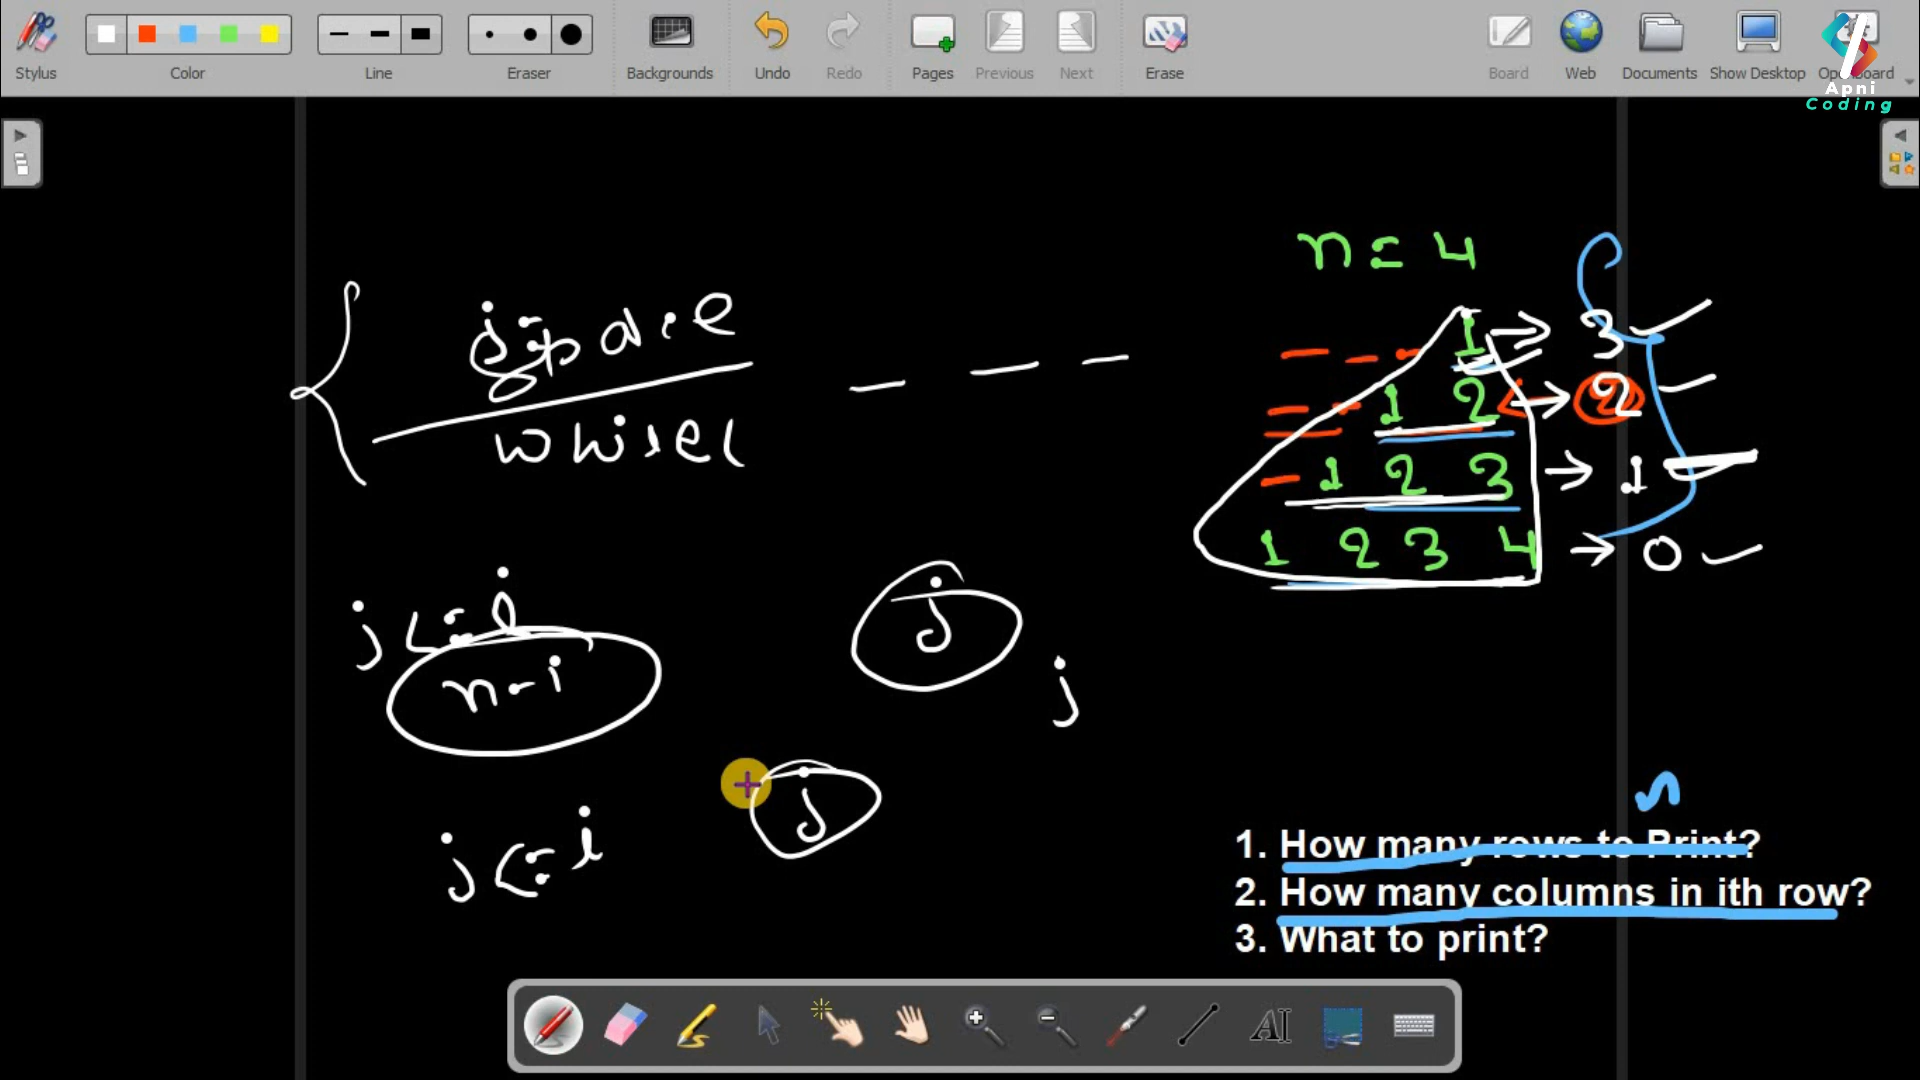 Stylus
Color
Line
Eraser
Backgrounds
Undo
Redo
Pages
Previous
Next
Erase
Board
Web
Documents
Show Desktop
Apni
Coding
n = 4
1 → 3
1 2 → 2
1 2 3 → 1
1 2 3 4 → 0
j <= i
n - i
j
j
j <= i
j
n
1. How many rows to Print?
2. How many columns in ith row?
3. What to print?
AI